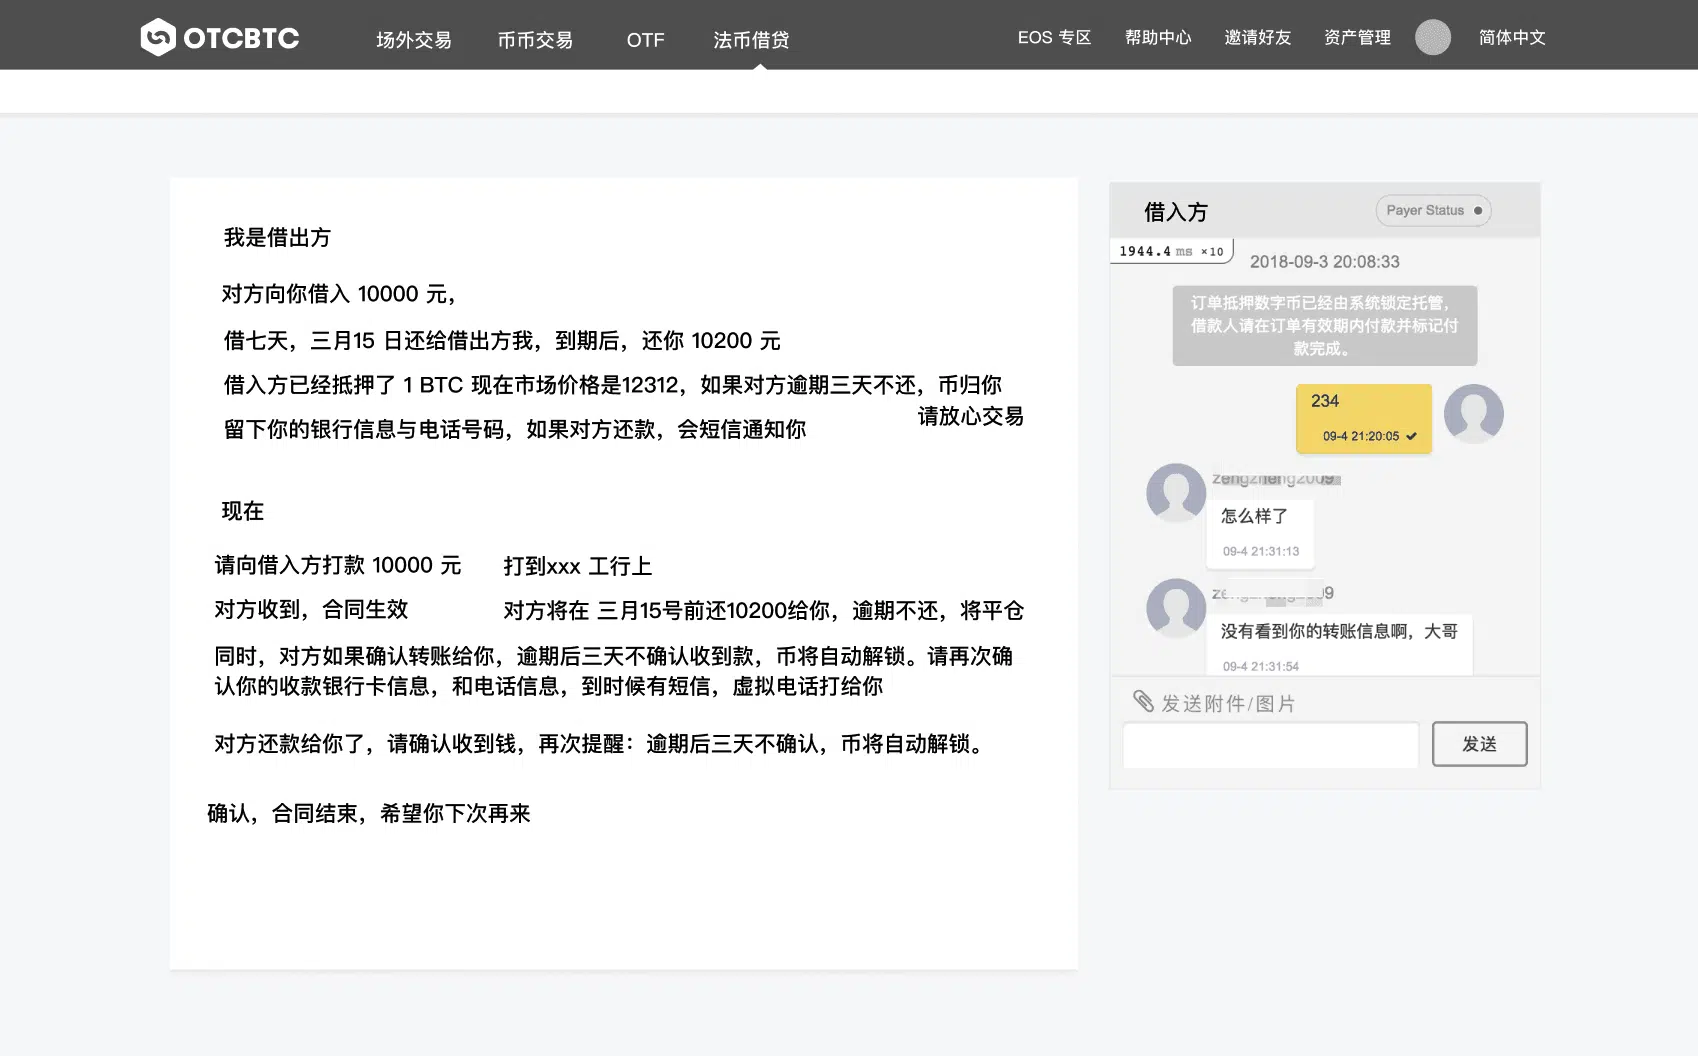 OTCBTC
场外交易
币币交易
OTF
法币借贷
EOS 专区
帮助中心
邀请好友
资产管理
简体中文
我是借出方
对方向你借入 10000 元，
借七天，三月15 日还给借出方我，到期后，还你 10200 元
借入方已经抵押了 1 BTC 现在市场价格是12312，如果对方逾期三天不还，币归你
请放心交易
留下你的银行信息与电话号码，如果对方还款，会短信通知你
现在
请向借入方打款 10000 元
打到xxx 工行上
对方收到，合同生效
对方将在 三月15号前还10200给你，逾期不还，将平仓
同时，对方如果确认转账给你，逾期后三天不确认收到款，币将自动解锁。请再次确
认你的收款银行卡信息，和电话信息，到时候有短信，虚拟电话打给你
对方还款给你了，请确认收到钱，再次提醒：逾期后三天不确认，币将自动解锁。
确认，合同结束，希望你下次再来
借入方
Payer Status
1944.4 ms ×10
2018-09-3 20:08:33
订单抵押数字币已经由系统锁定托管，
借款人请在订单有效期内付款并标记付
款完成。
234
09-4 21:20:05
怎么样了
09-4 21:31:13
没有看到你的转账信息啊，大哥
09-4 21:31:54
发送附件/图片
发送